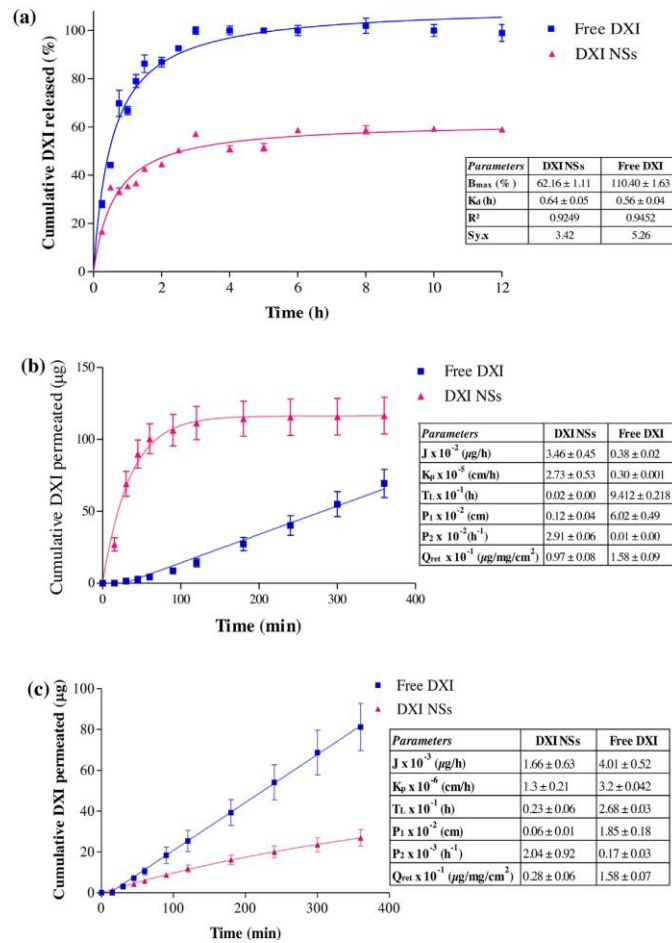 (a)
Free DXI
DXI NSs
Cumulative DXI released (%)
100
80
60
40
20
0
0 2 4 6 8 10 12
Time (h)
Parameters DXI NSs Free DXI
Bmax (%) 62.16 ± 1.11 110.40 ± 1.63
Kd (h) 0.64 ± 0.05 0.56 ± 0.04
R² 0.9249 0.9452
Sy.x 3.42 5.26
(b)
Free DXI
DXI NSs
Cumulative DXI permeated (µg)
150
100
50
0
0 100 200 300 400
Time (min)
Parameters DXI NSs Free DXI
J x 10⁻² (µg/h) 3.46 ± 0.45 0.38 ± 0.02
Kp x 10⁻⁵ (cm/h) 2.73 ± 0.53 0.30 ± 0.001
TL x 10⁻¹ (h) 0.02 ± 0.00 9.412 ± 0.218
P1 x 10⁻² (cm) 0.12 ± 0.04 6.02 ± 0.49
P2 x 10⁻² (h⁻¹) 2.91 ± 0.06 0.01 ± 0.00
Qret x 10⁻¹ (µg/mg/cm²) 0.97 ± 0.08 1.58 ± 0.09
(c)
Free DXI
DXI NSs
Cumulative DXI permeated (µg)
100
80
60
40
20
0
0 100 200 300 400
Time (min)
Parameters DXI NSs Free DXI
J x 10⁻³ (µg/h) 1.66 ± 0.63 4.01 ± 0.52
Kp x 10⁻⁶ (cm/h) 1.3 ± 0.21 3.2 ± 0.042
TL x 10⁻¹ (h) 0.23 ± 0.06 2.68 ± 0.03
P1 x 10⁻² (cm) 0.06 ± 0.01 1.85 ± 0.18
P2 x 10⁻³ (h⁻¹) 2.04 ± 0.92 0.17 ± 0.03
Qret x 10⁻¹ (µg/mg/cm²) 0.28 ± 0.06 1.58 ± 0.07